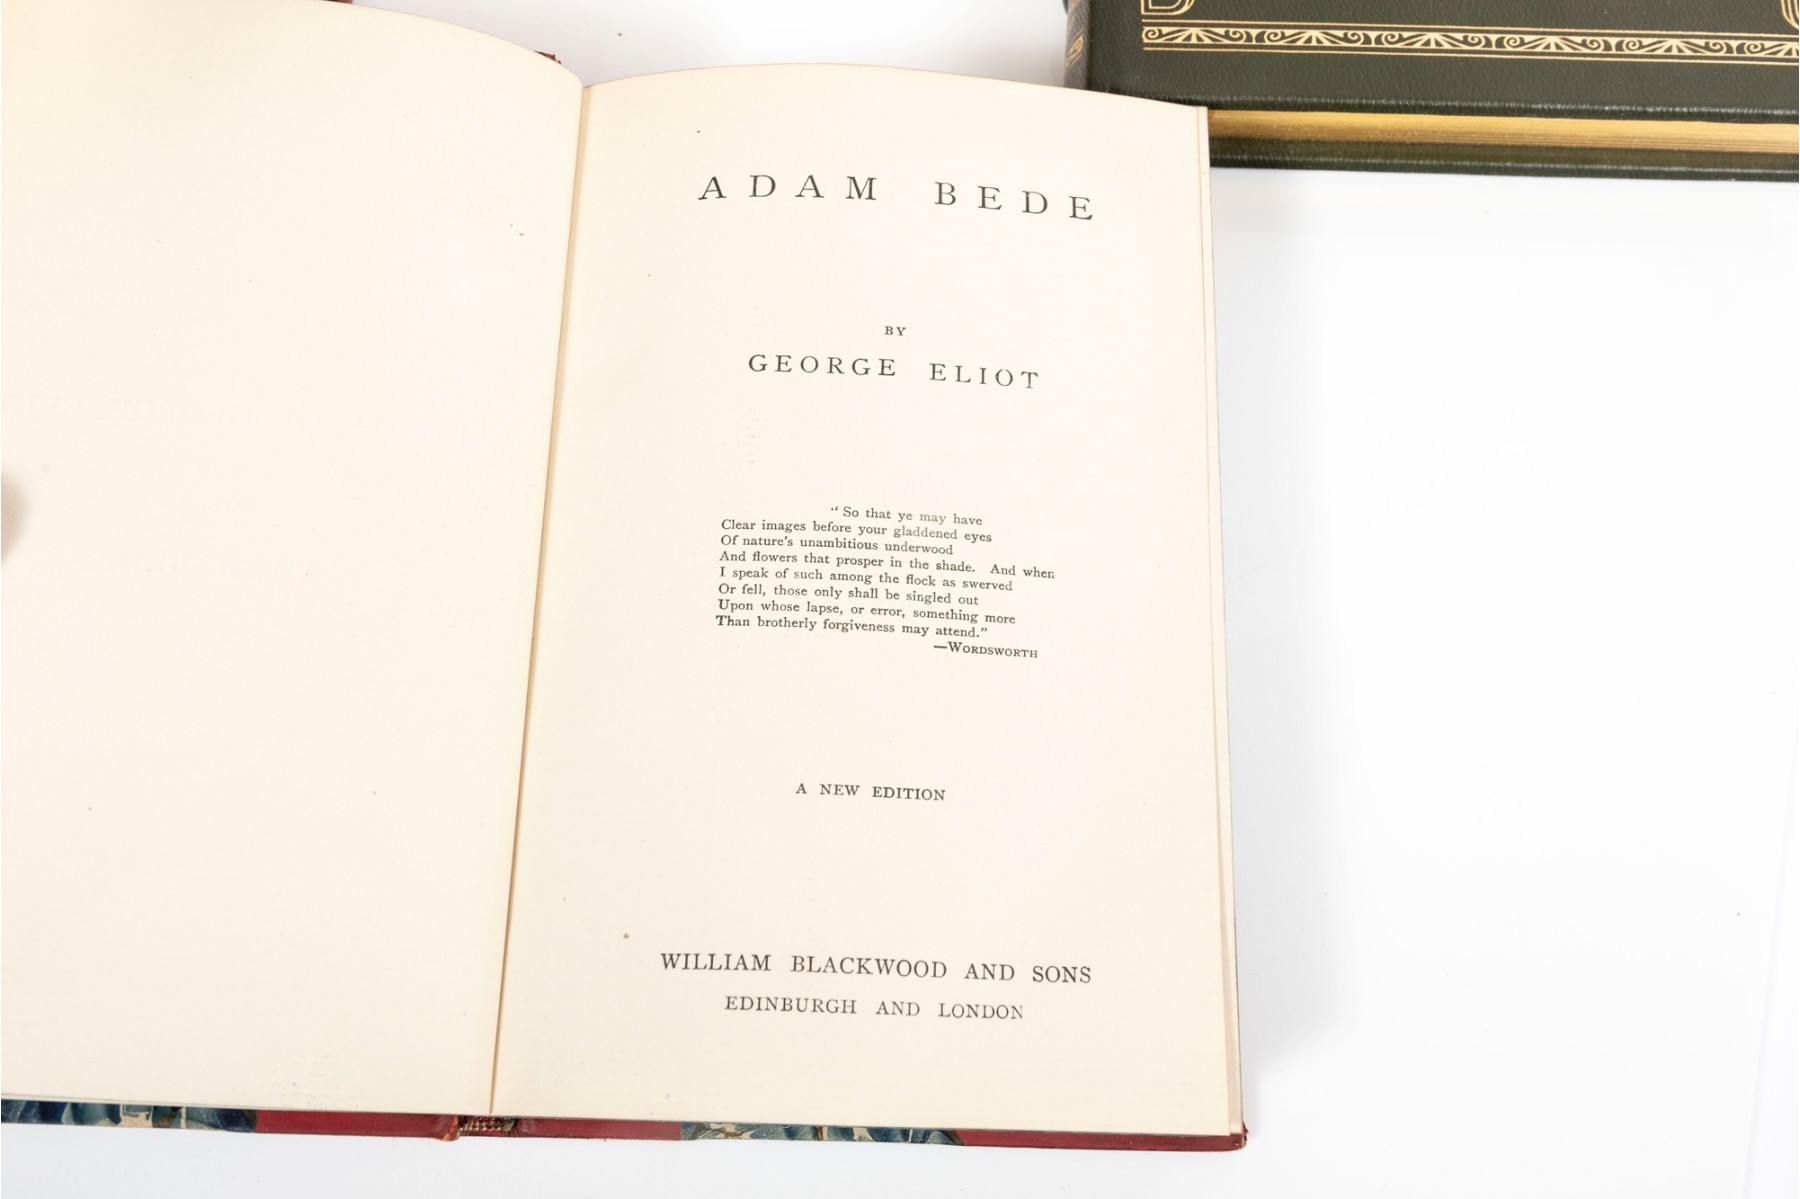 ADAM BEDE
BY
GEORGE ELIOT
"So that ye may have
Clear images before your gladdened eyes
Of nature's unambitious underwood
And flowers that prosper in the shade. And when
I speak of such among the flock as swerved
Or fell, those only shall be singled out
Upon whose lapse, or error, something more
Than brotherly forgiveness may attend."
—WORDSWORTH
A NEW EDITION
WILLIAM BLACKWOOD AND SONS
EDINBURGH AND LONDON